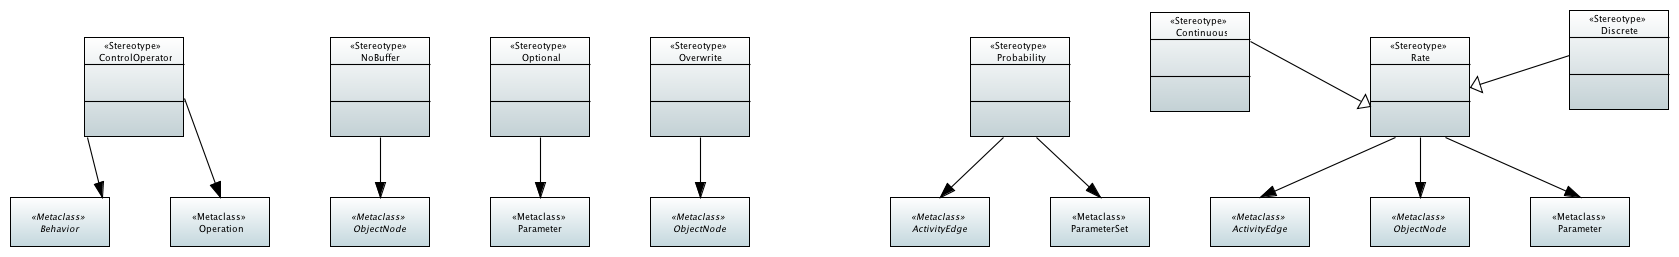 «Stereotype»
ControlOperator
«Stereotype»
NoBuffer
«Stereotype»
Optional
«Stereotype»
Overwrite
«Stereotype»
Probability
«Stereotype»
Continuous
«Stereotype»
Rate
«Stereotype»
Discrete
«Metaclass»
Behavior
«Metaclass»
Operation
«Metaclass»
ObjectNode
«Metaclass»
Parameter
«Metaclass»
ObjectNode
«Metaclass»
ActivityEdge
«Metaclass»
ParameterSet
«Metaclass»
ActivityEdge
«Metaclass»
ObjectNode
«Metaclass»
Parameter